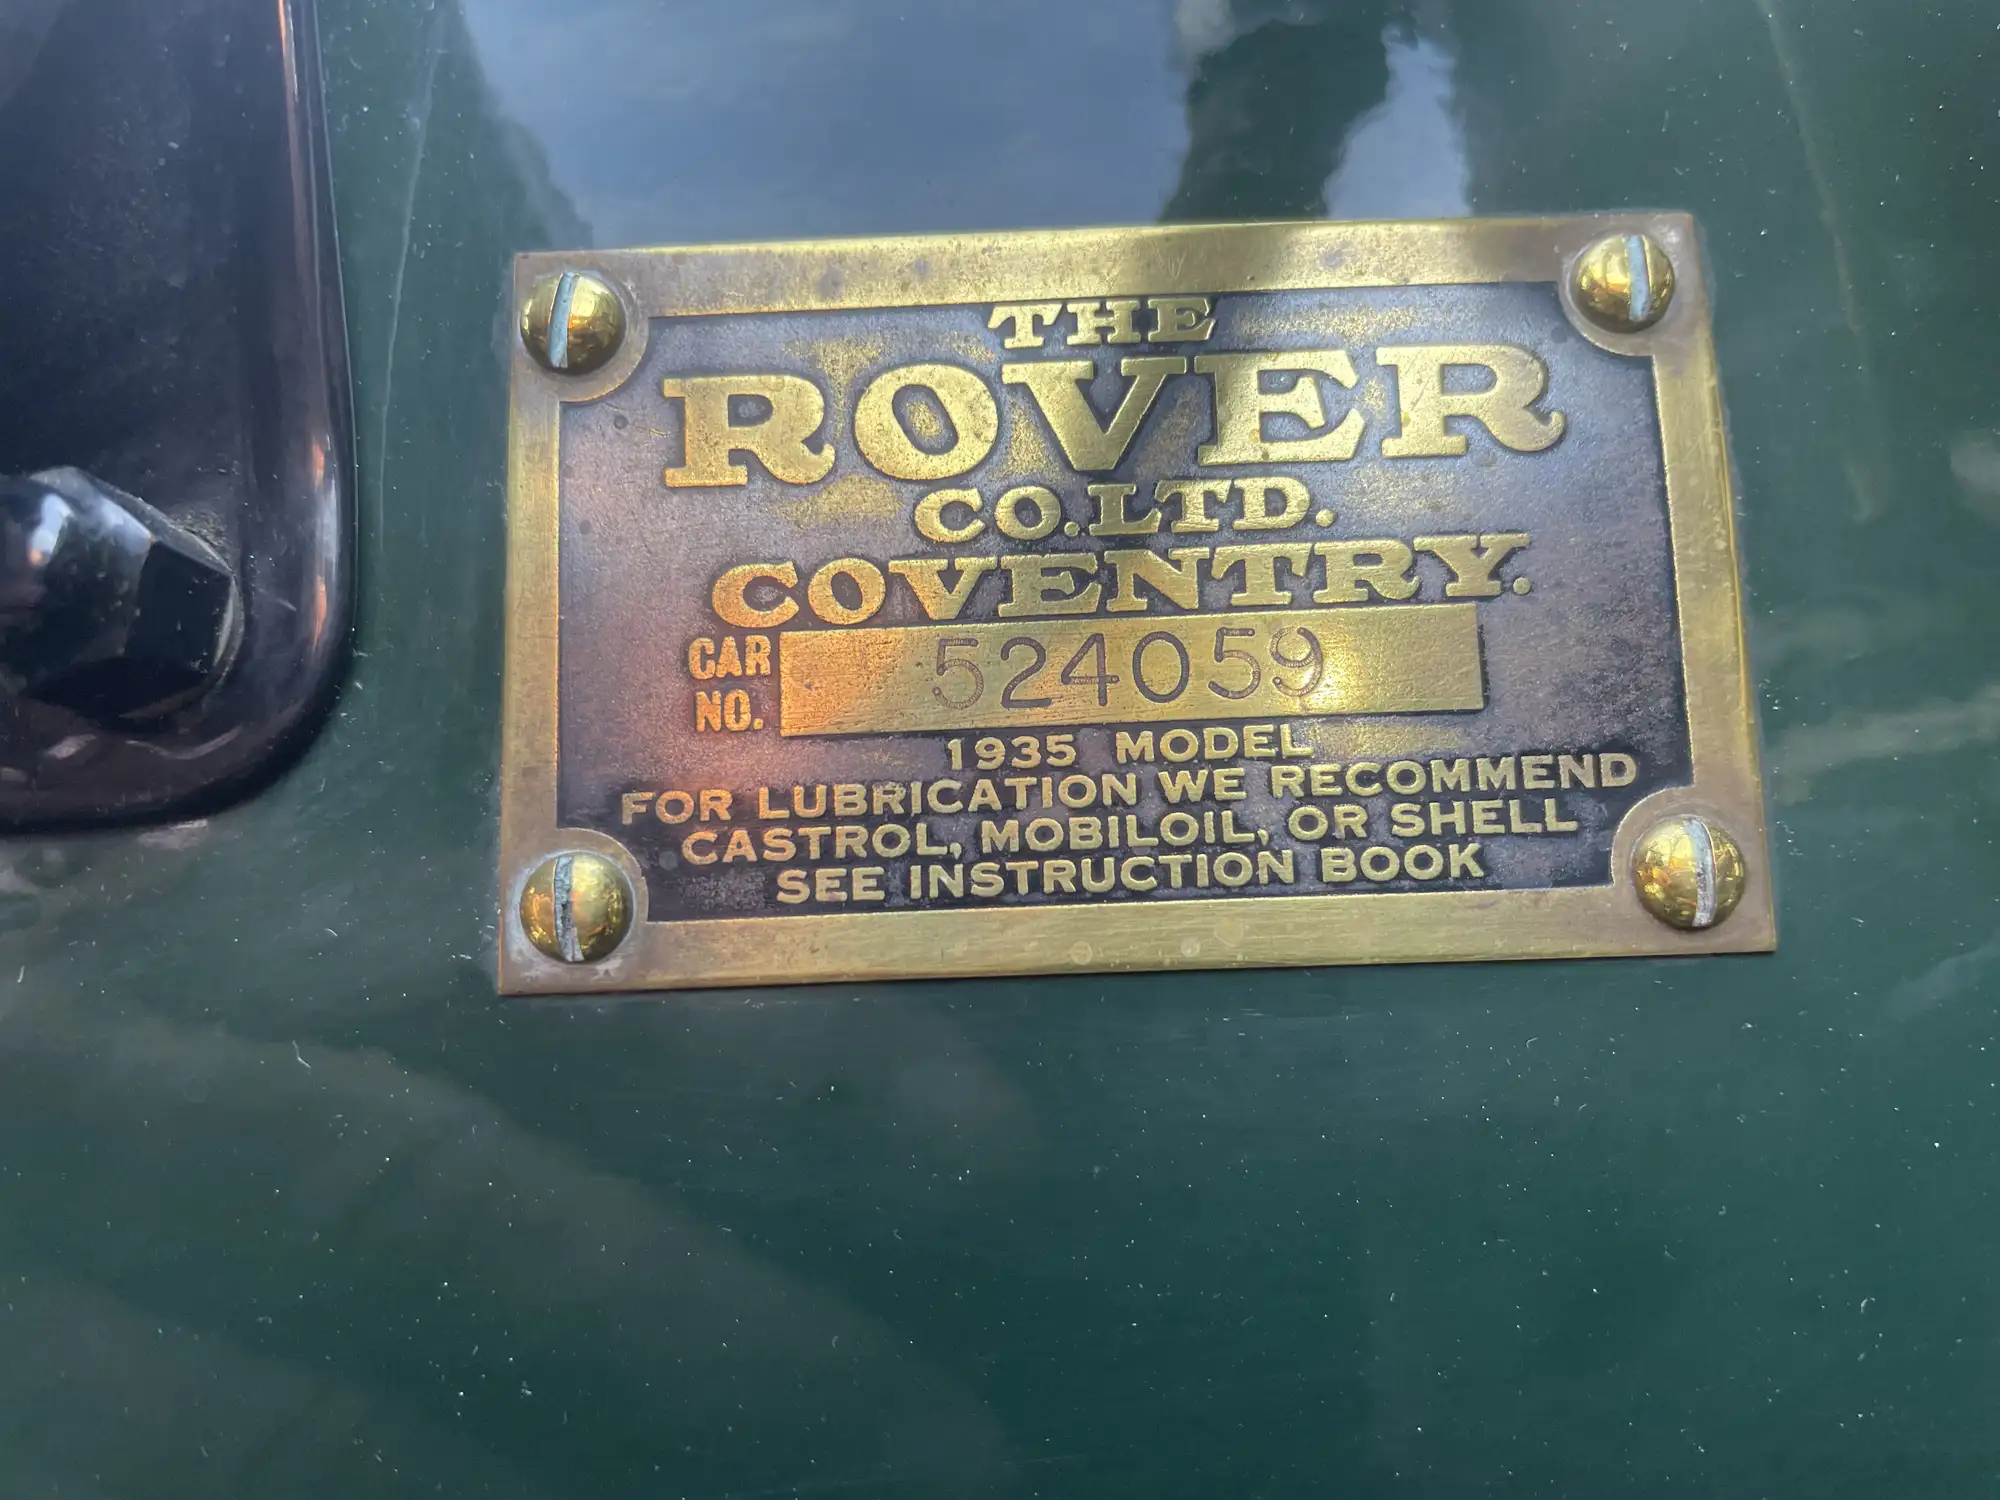 THE
ROVER
CO. LTD.
COVENTRY.
CAR NO. 524059
1935 MODEL
FOR LUBRICATION WE RECOMMEND
CASTROL, MOBILOIL, OR SHELL
SEE INSTRUCTION BOOK